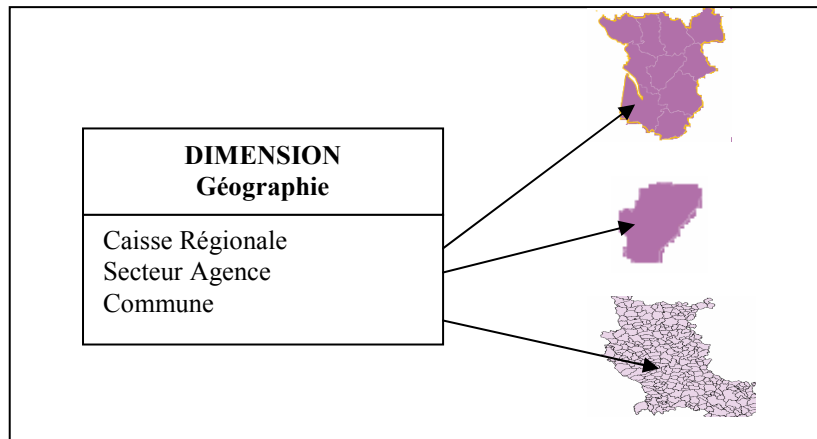 DIMENSION
Géographie
Caisse Régionale
Secteur Agence
Commune